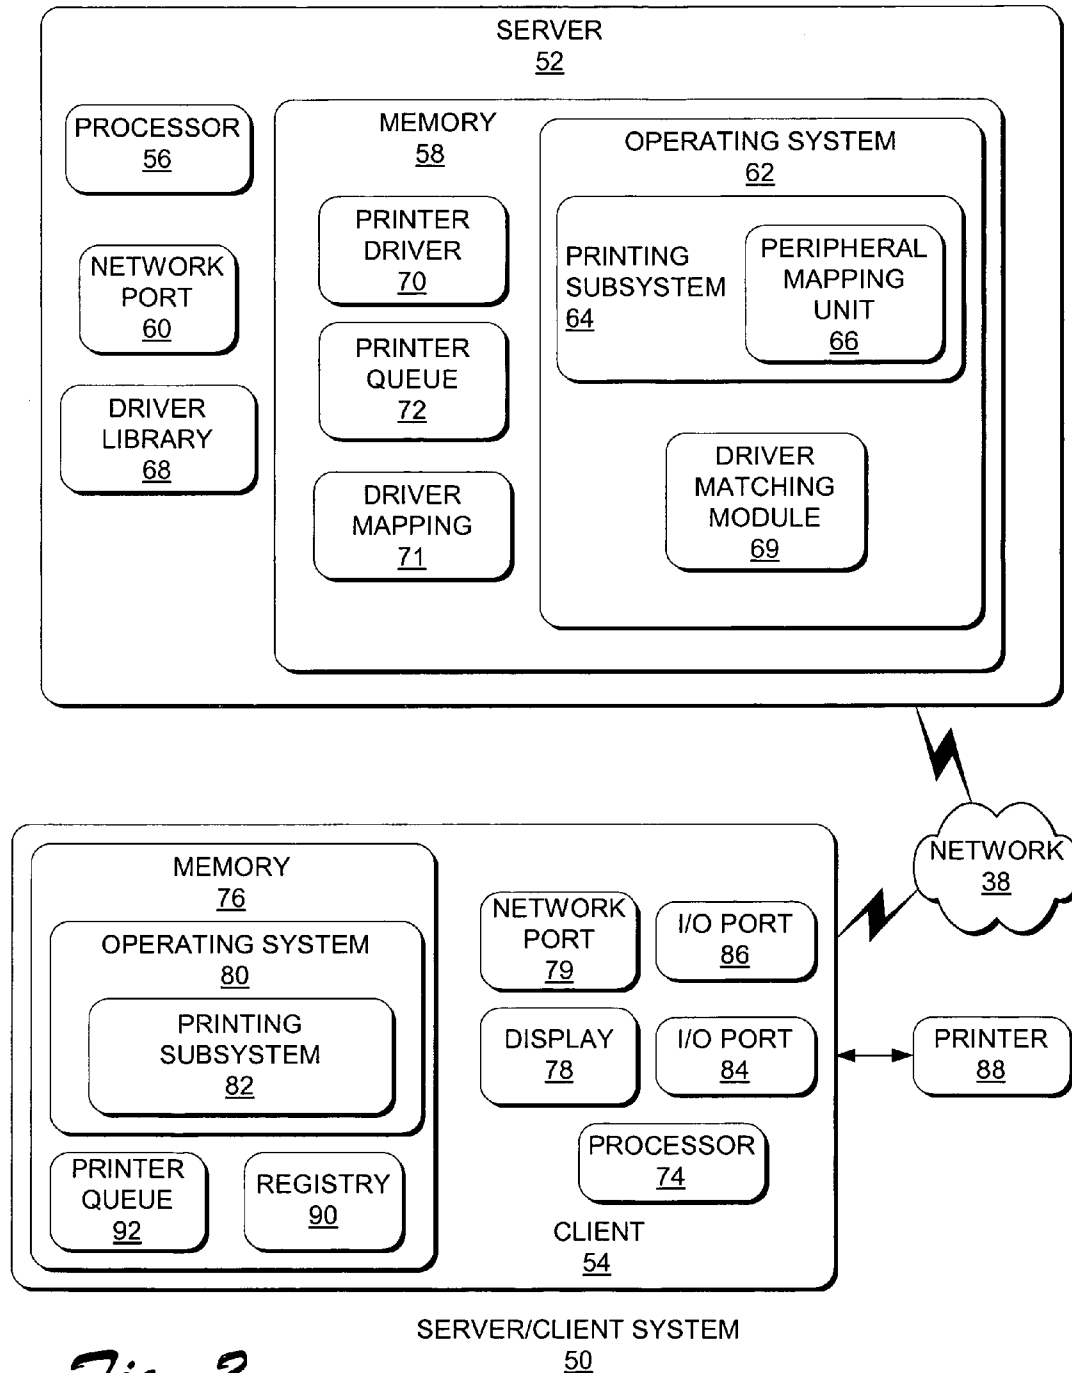 SERVER
52
PROCESSOR
56
NETWORK
PORT
60
DRIVER
LIBRARY
68
MEMORY
58
PRINTER
DRIVER
70
PRINTER
QUEUE
72
DRIVER
MAPPING
71
OPERATING SYSTEM
62
PRINTING
SUBSYSTEM
64
PERIPHERAL
MAPPING
UNIT
66
DRIVER
MATCHING
MODULE
69
NETWORK
38
MEMORY
76
OPERATING SYSTEM
80
PRINTING
SUBSYSTEM
82
PRINTER
QUEUE
92
REGISTRY
90
NETWORK
PORT
79
I/O PORT
86
DISPLAY
78
I/O PORT
84
PROCESSOR
74
CLIENT
54
PRINTER
88
SERVER/CLIENT SYSTEM
50